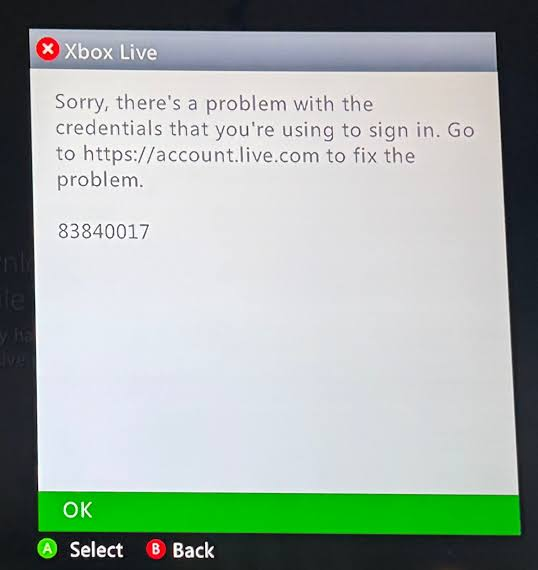 Xbox Live
Sorry, there's a problem with the
credentials that you're using to sign in. Go
to https://account.live.com to fix the
problem.
83840017
OK
A Select B Back